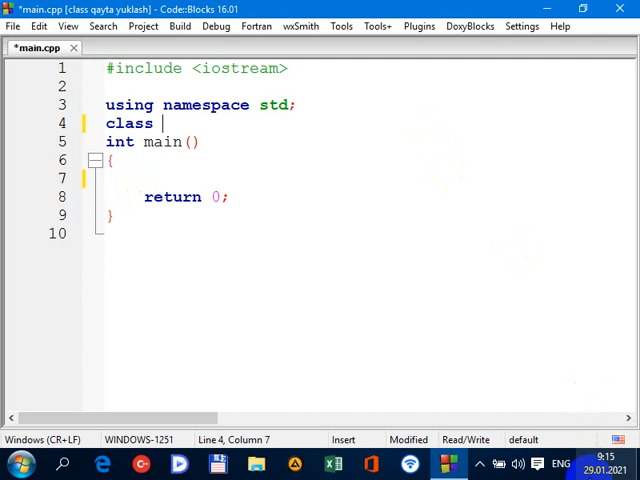 *main.cpp [class qayta yuklash] - Code::Blocks 16.01
File Edit View Search Project Build Debug Fortran wxSmith Tools Tools+ Plugins DoxyBlocks Settings Help
*main.cpp
1 #include <iostream>
2
3 using namespace std;
4 class
5 int main()
6 {
7
8 return 0;
9 }
10
Windows (CR+LF) WINDOWS-1251 Line 4, Column 7 Insert Modified Read/Write default
ENG 9:15
29.01.2021